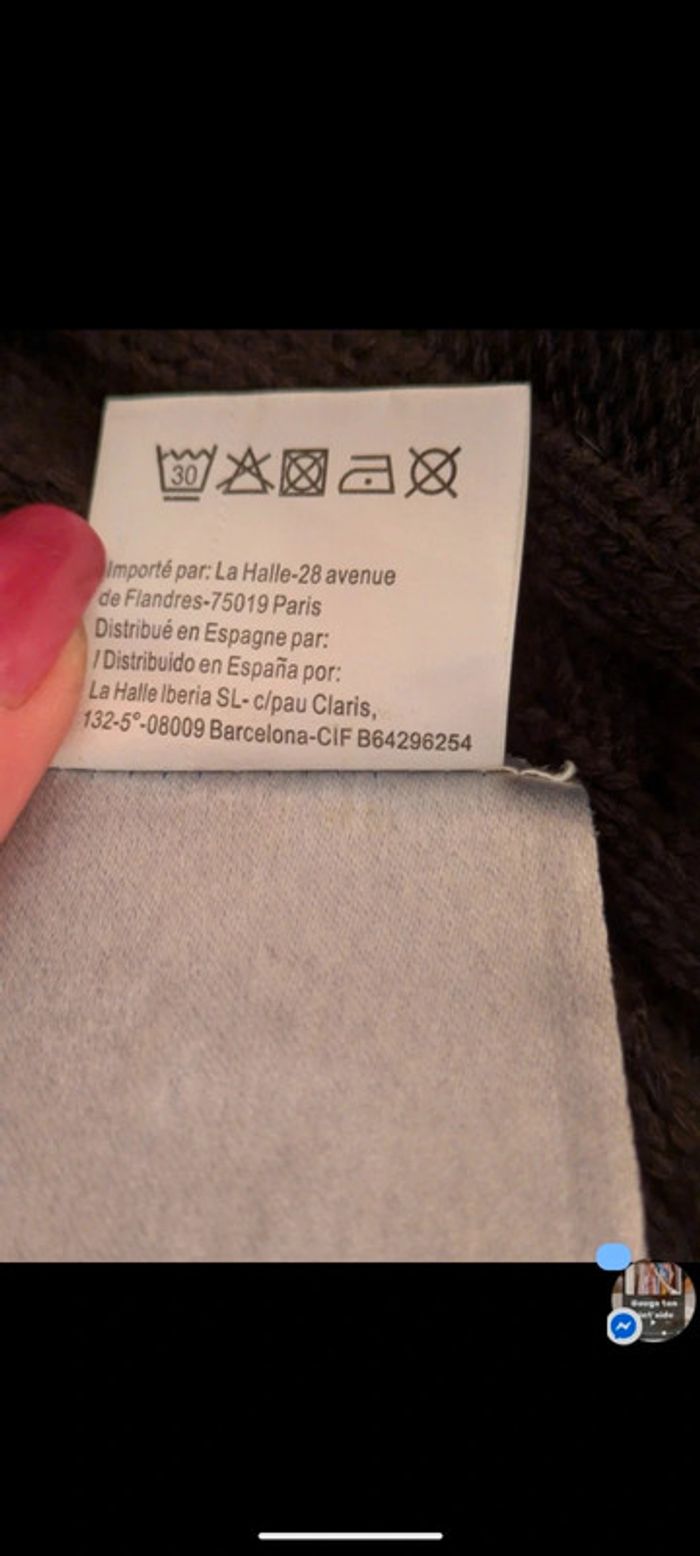 30
Importé par: La Halle-28 avenue
de Flandres-75019 Paris
Distribué en Espagne par:
/ Distribuido en España por:
La Halle Iberia SL- c/pau Claris,
132-5°-08009 Barcelona-CIF B64296254